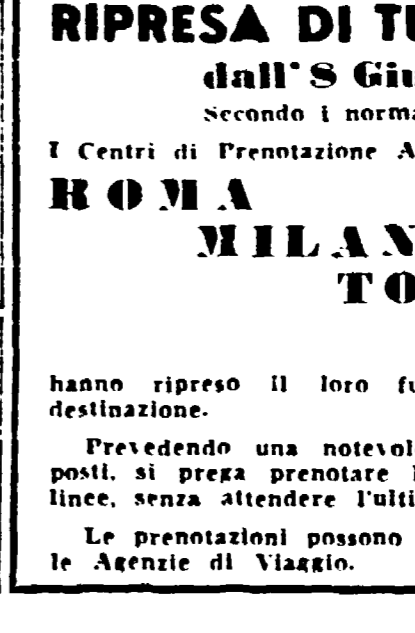 RIPRESA DI TU
dall'8 Giu
Secondo i norma
I Centri di Prenotazione A
ROMA
MILAN
TO
hanno ripreso il loro fu
destinazione.
Prevedendo una notevol
posti, si prega prenotare l
linee, senza attendere l'ulti
Le prenotazioni possono
le Agenzie di Viaggio.